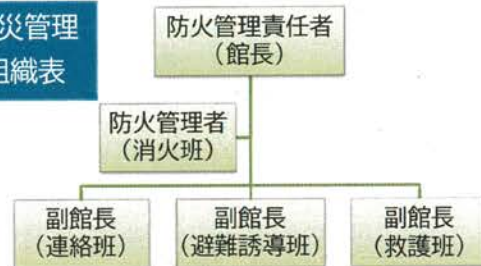 災管理
組織表
防火管理責任者
（館長）
防火管理者
（消火班）
副館長
（連絡班）
副館長
（避難誘導班）
副館長
（救護班）